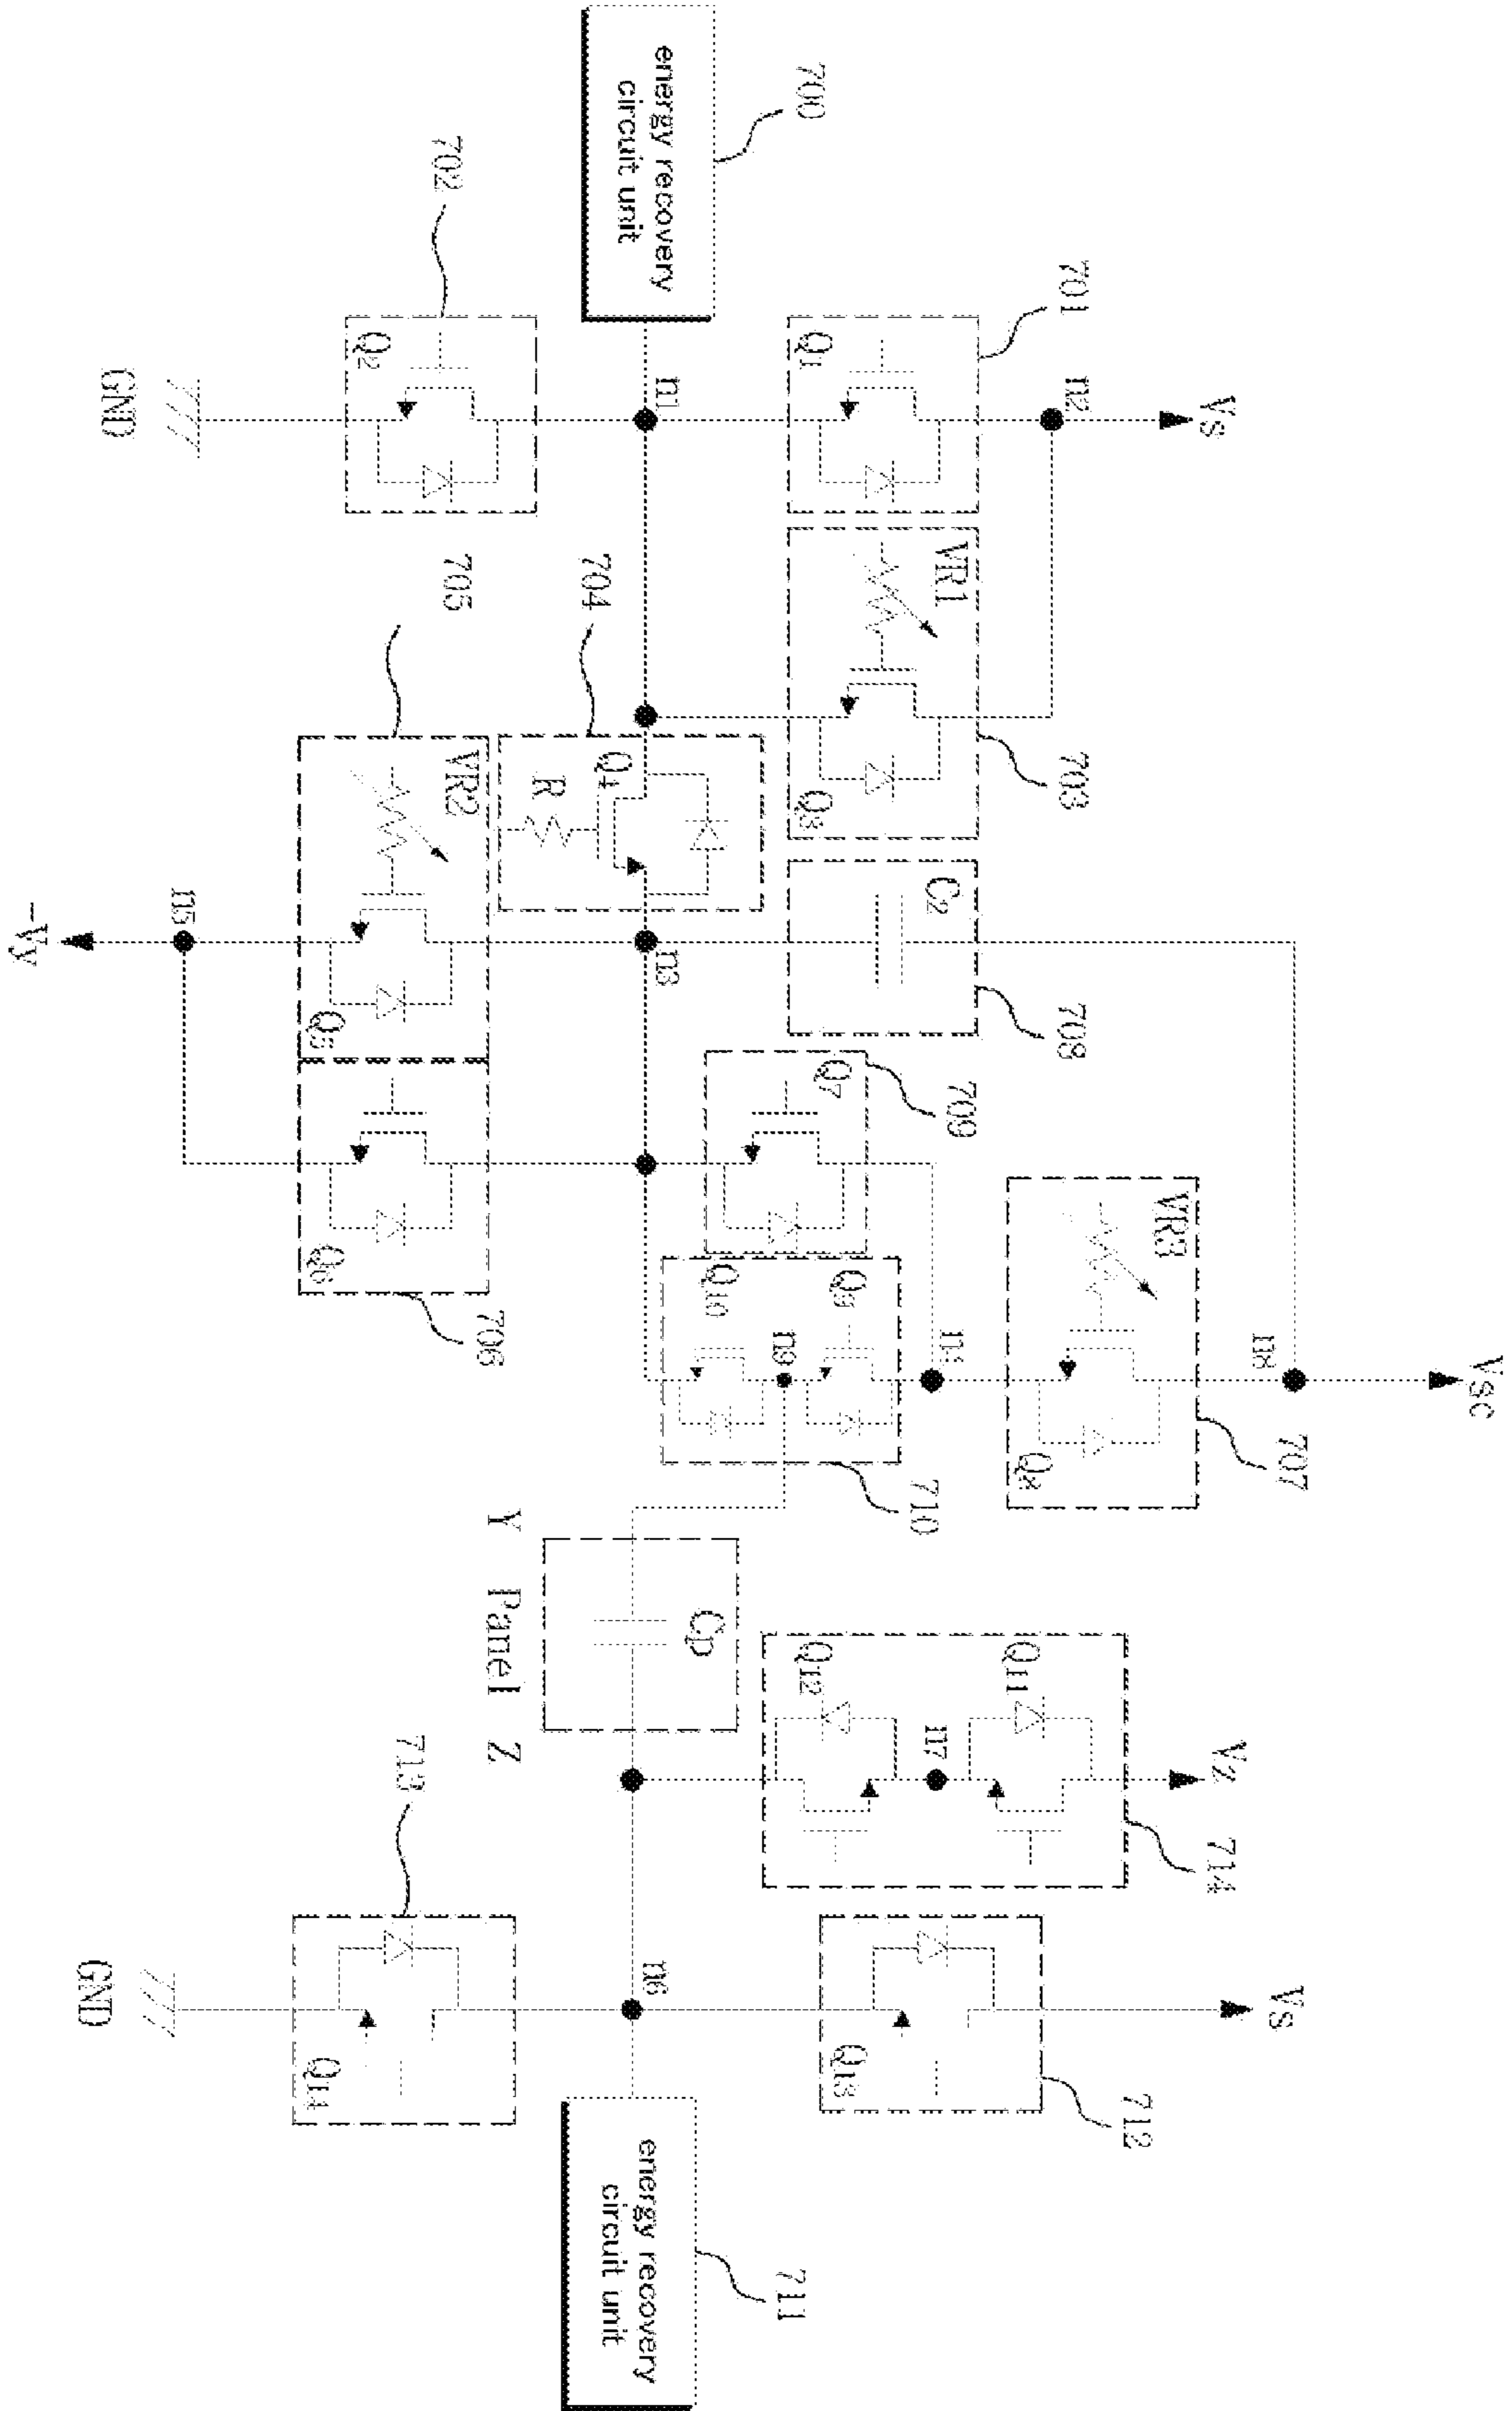 Vs
Vsc
Vz
Vs
n2
n8
701
VR3
VR1
Q1
Q8
707
703
Q3
C2
708
Q7
709
n4
Q9
n9
Q10
710
Q11
n7
Q12
714
Q13
712
700
energy recovery
circuit unit
n1
704
Q4
R
n3
Cp
Y Panel Z
n6
energy recovery
circuit unit
711
702
Q2
705
VR2
Q5
Q6
706
713
Q14
n5
GND
-Vy
GND